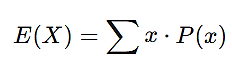 E(X) = ∑ x · P(x)